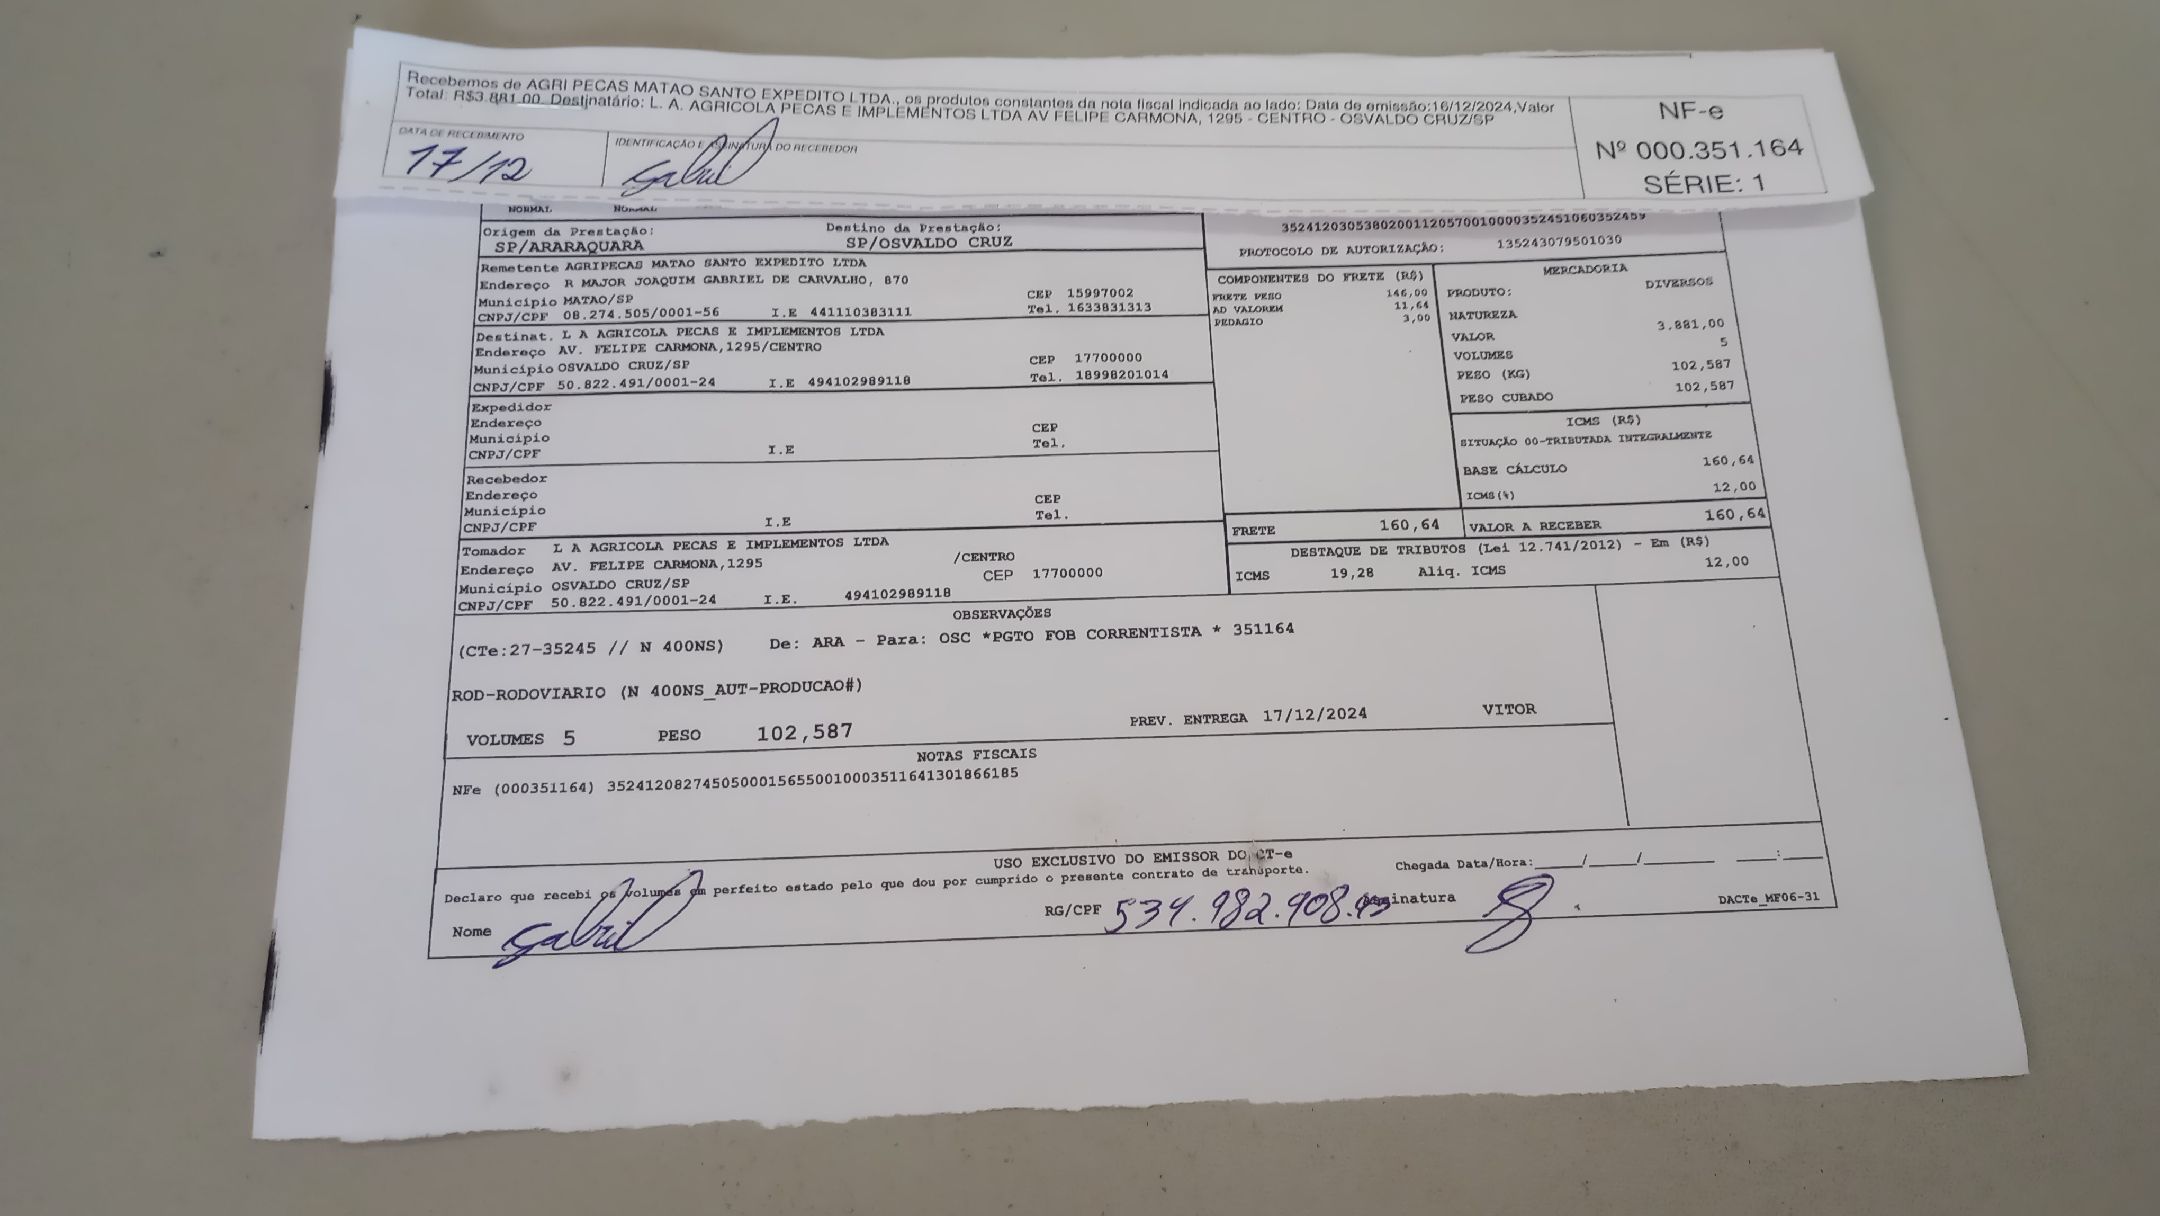 Recebemos de AGRI PECAS MATAO SANTO EXPEDITO LTDA., os produtos constantes da nota fiscal indicada ao lado: Data de emissão:16/12/2024,Valor
Total: R$3.881,00. Destinatário: L. A. AGRICOLA PECAS E IMPLEMENTOS LTDA AV FELIPE CARMONA, 1295 - CENTRO - OSVALDO CRUZ/SP
DATA DE RECEBIMENTO
17/12
IDENTIFICAÇÃO E ASSINATURA DO RECEBEDOR
Gabriel
NF-e
Nº 000.351.164
SÉRIE: 1
NORMAL NORMAL
Origem da Prestação: Destino da Prestação:
SP/ARARAQUARA SP/OSVALDO CRUZ
35241203053802001120570010000352451060352459
PROTOCOLO DE AUTORIZAÇÃO: 135243079501030
Remetente AGRIPECAS MATAO SANTO EXPEDITO LTDA
Endereço R MAJOR JOAQUIM GABRIEL DE CARVALHO, 870
Município MATAO/SP CEP 15997002
CNPJ/CPF 08.274.505/0001-56 I.E 441110383111 Tel. 1633831313
Destinat. L A AGRICOLA PECAS E IMPLEMENTOS LTDA
Endereço AV. FELIPE CARMONA,1295/CENTRO
Município OSVALDO CRUZ/SP CEP 17700000
CNPJ/CPF 50.822.491/0001-24 I.E 494102989118 Tel. 18998201014
Expedidor
Endereço
Município CEP
CNPJ/CPF I.E Tel.
Recebedor
Endereço
Município CEP
CNPJ/CPF I.E Tel.
Tomador L A AGRICOLA PECAS E IMPLEMENTOS LTDA
Endereço AV. FELIPE CARMONA,1295 /CENTRO
Município OSVALDO CRUZ/SP CEP 17700000
CNPJ/CPF 50.822.491/0001-24 I.E. 494102989118
COMPONENTES DO FRETE (R$)
FRETE PESO 146,00
AD VALOREM 11,64
PEDAGIO 3,00
MERCADORIA
PRODUTO: DIVERSOS
NATUREZA
VALOR 3.881,00
VOLUMES 5
PESO (KG) 102,587
PESO CUBADO 102,587
ICMS (R$)
SITUAÇÃO 00-TRIBUTADA INTEGRALMENTE
BASE CÁLCULO 160,64
ICMS(%) 12,00
FRETE 160,64 VALOR A RECEBER 160,64
DESTAQUE DE TRIBUTOS (Lei 12.741/2012) - Em (R$)
ICMS 19,28 Aliq. ICMS 12,00
OBSERVAÇÕES
(CTe:27-35245 // N 400NS) De: ARA - Para: OSC *PGTO FOB CORRENTISTA * 351164
ROD-RODOVIARIO (N 400NS_AUT-PRODUCAO#)
VOLUMES 5 PESO 102,587 PREV. ENTREGA 17/12/2024 VITOR
NOTAS FISCAIS
NFe (000351164) 35241208274505000156550010003511641301866185
USO EXCLUSIVO DO EMISSOR DO CT-e
Declaro que recebi os volumes em perfeito estado pelo que dou por cumprido o presente contrato de transporte. Chegada Data/Hora:____/____/______ ____:____
Nome Gabriel RG/CPF 534.982.908. Assinatura DACTe_MF06-31